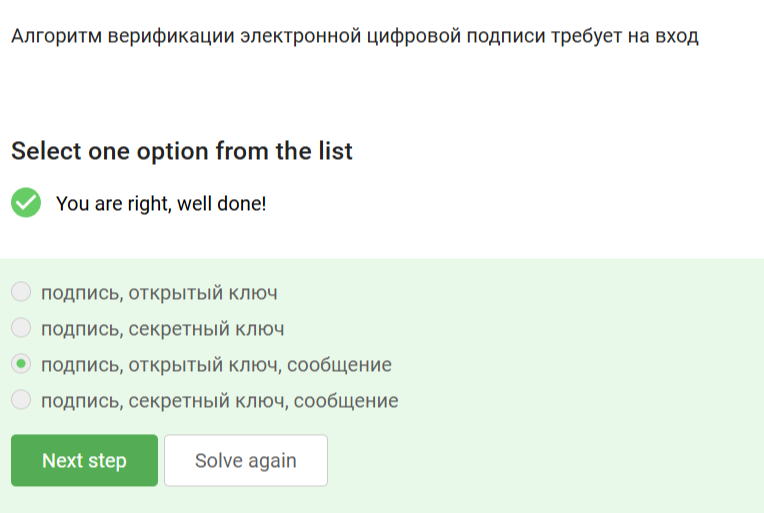 Алгоритм верификации электронной цифровой подписи требует на вход
Select one option from the list
You are right, well done!
подпись, открытый ключ
подпись, секретный ключ
подпись, открытый ключ, сообщение
подпись, секретный ключ, сообщение
Next step
Solve again